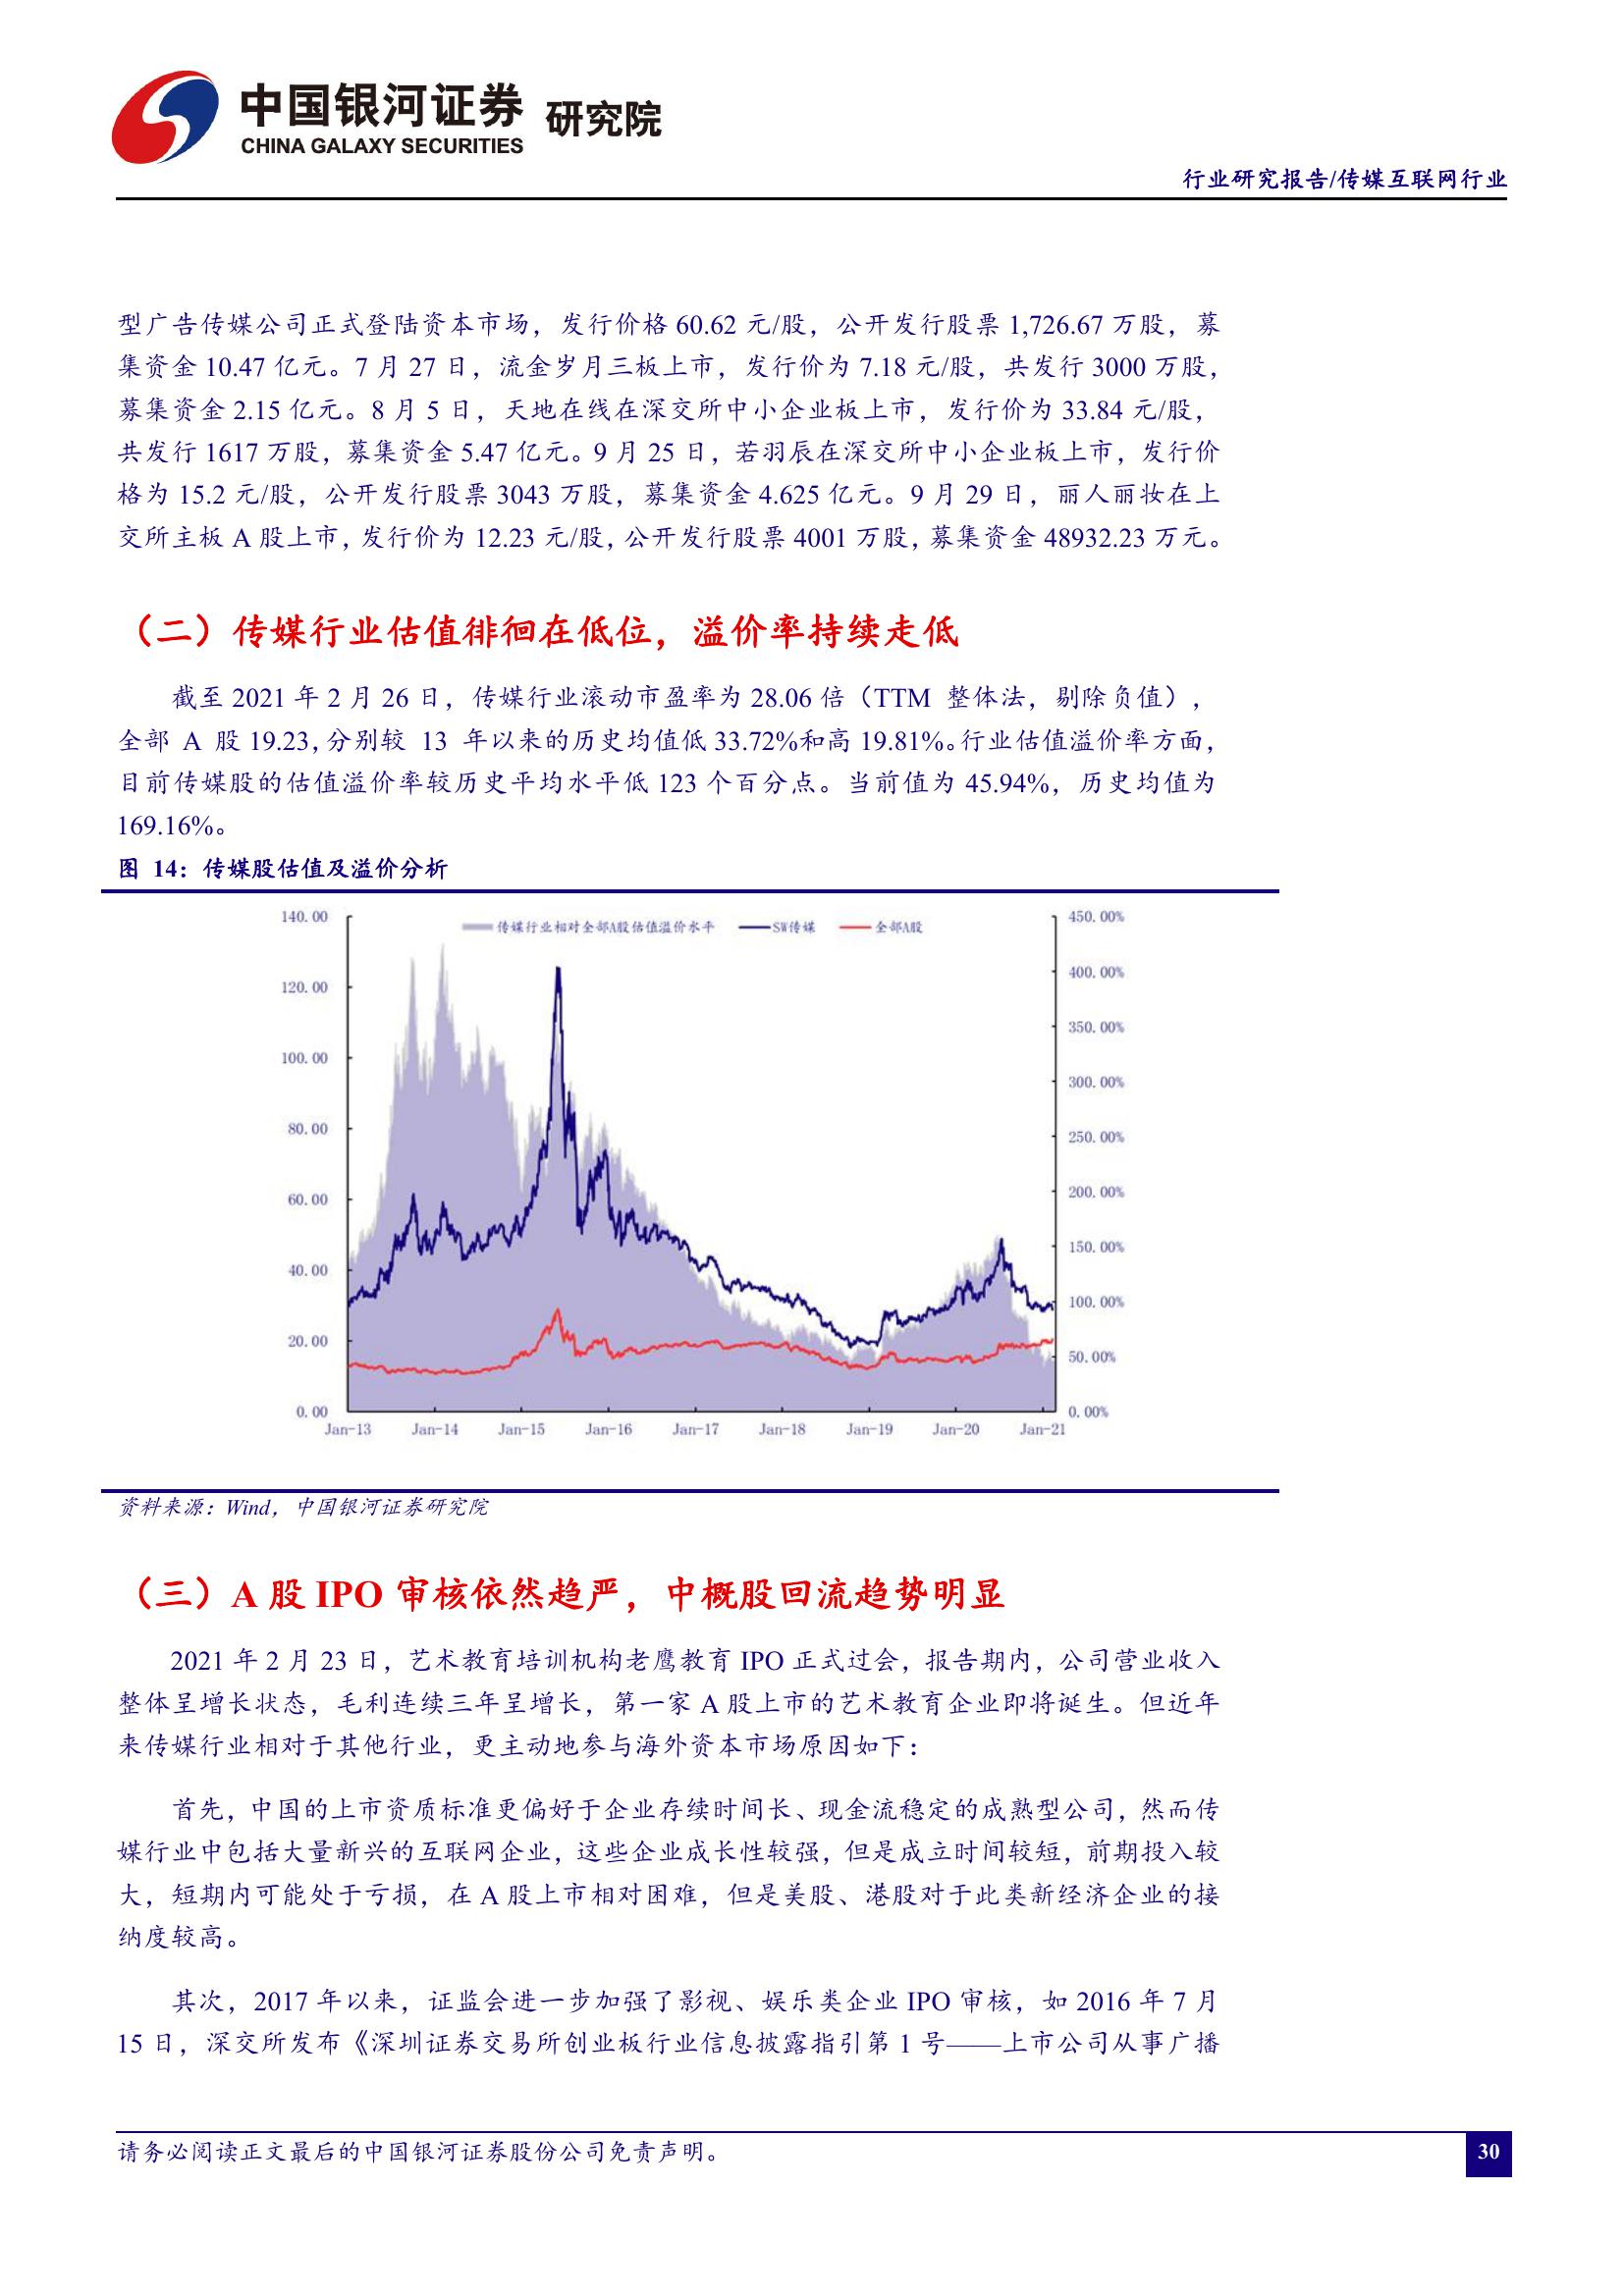 中国银河证券 研究院
CHINA GALAXY SECURITIES
行业研究报告/传媒互联网行业
型广告传媒公司正式登陆资本市场，发行价格 60.62 元/股，公开发行股票 1,726.67 万股，募
集资金 10.47 亿元。7 月 27 日，流金岁月三板上市，发行价为 7.18 元/股，共发行 3000 万股，
募集资金 2.15 亿元。8 月 5 日，天地在线在深交所中小企业板上市，发行价为 33.84 元/股，
共发行 1617 万股，募集资金 5.47 亿元。9 月 25 日，若羽辰在深交所中小企业板上市，发行价
格为 15.2 元/股，公开发行股票 3043 万股，募集资金 4.625 亿元。9 月 29 日，丽人丽妆在上
交所主板 A 股上市，发行价为 12.23 元/股，公开发行股票 4001 万股，募集资金 48932.23 万元。
（二）传媒行业估值徘徊在低位，溢价率持续走低
截至 2021 年 2 月 26 日，传媒行业滚动市盈率为 28.06 倍（TTM 整体法，剔除负值），
全部 A 股 19.23，分别较 13 年以来的历史均值低 33.72%和高 19.81%。行业估值溢价率方面，
目前传媒股的估值溢价率较历史平均水平低 123 个百分点。当前值为 45.94%，历史均值为
169.16%。
图 14：传媒股估值及溢价分析
传媒行业相对全部A股估值溢价水平 SW传媒 全部A股
140.00
120.00
100.00
80.00
60.00
40.00
20.00
0.00
450.00%
400.00%
350.00%
300.00%
250.00%
200.00%
150.00%
100.00%
50.00%
0.00%
Jan-13 Jan-14 Jan-15 Jan-16 Jan-17 Jan-18 Jan-19 Jan-20 Jan-21
资料来源：Wind，中国银河证券研究院
（三）A 股 IPO 审核依然趋严，中概股回流趋势明显
2021 年 2 月 23 日，艺术教育培训机构老鹰教育 IPO 正式过会，报告期内，公司营业收入
整体呈增长状态，毛利连续三年呈增长，第一家 A 股上市的艺术教育企业即将诞生。但近年
来传媒行业相对于其他行业，更主动地参与海外资本市场原因如下：
首先，中国的上市资质标准更偏好于企业存续时间长、现金流稳定的成熟型公司，然而传
媒行业中包括大量新兴的互联网企业，这些企业成长性较强，但是成立时间较短，前期投入较
大，短期内可能处于亏损，在 A 股上市相对困难，但是美股、港股对于此类新经济企业的接
纳度较高。
其次，2017 年以来，证监会进一步加强了影视、娱乐类企业 IPO 审核，如 2016 年 7 月
15 日，深交所发布《深圳证券交易所创业板行业信息披露指引第 1 号——上市公司从事广播
请务必阅读正文最后的中国银河证券股份公司免责声明。
30